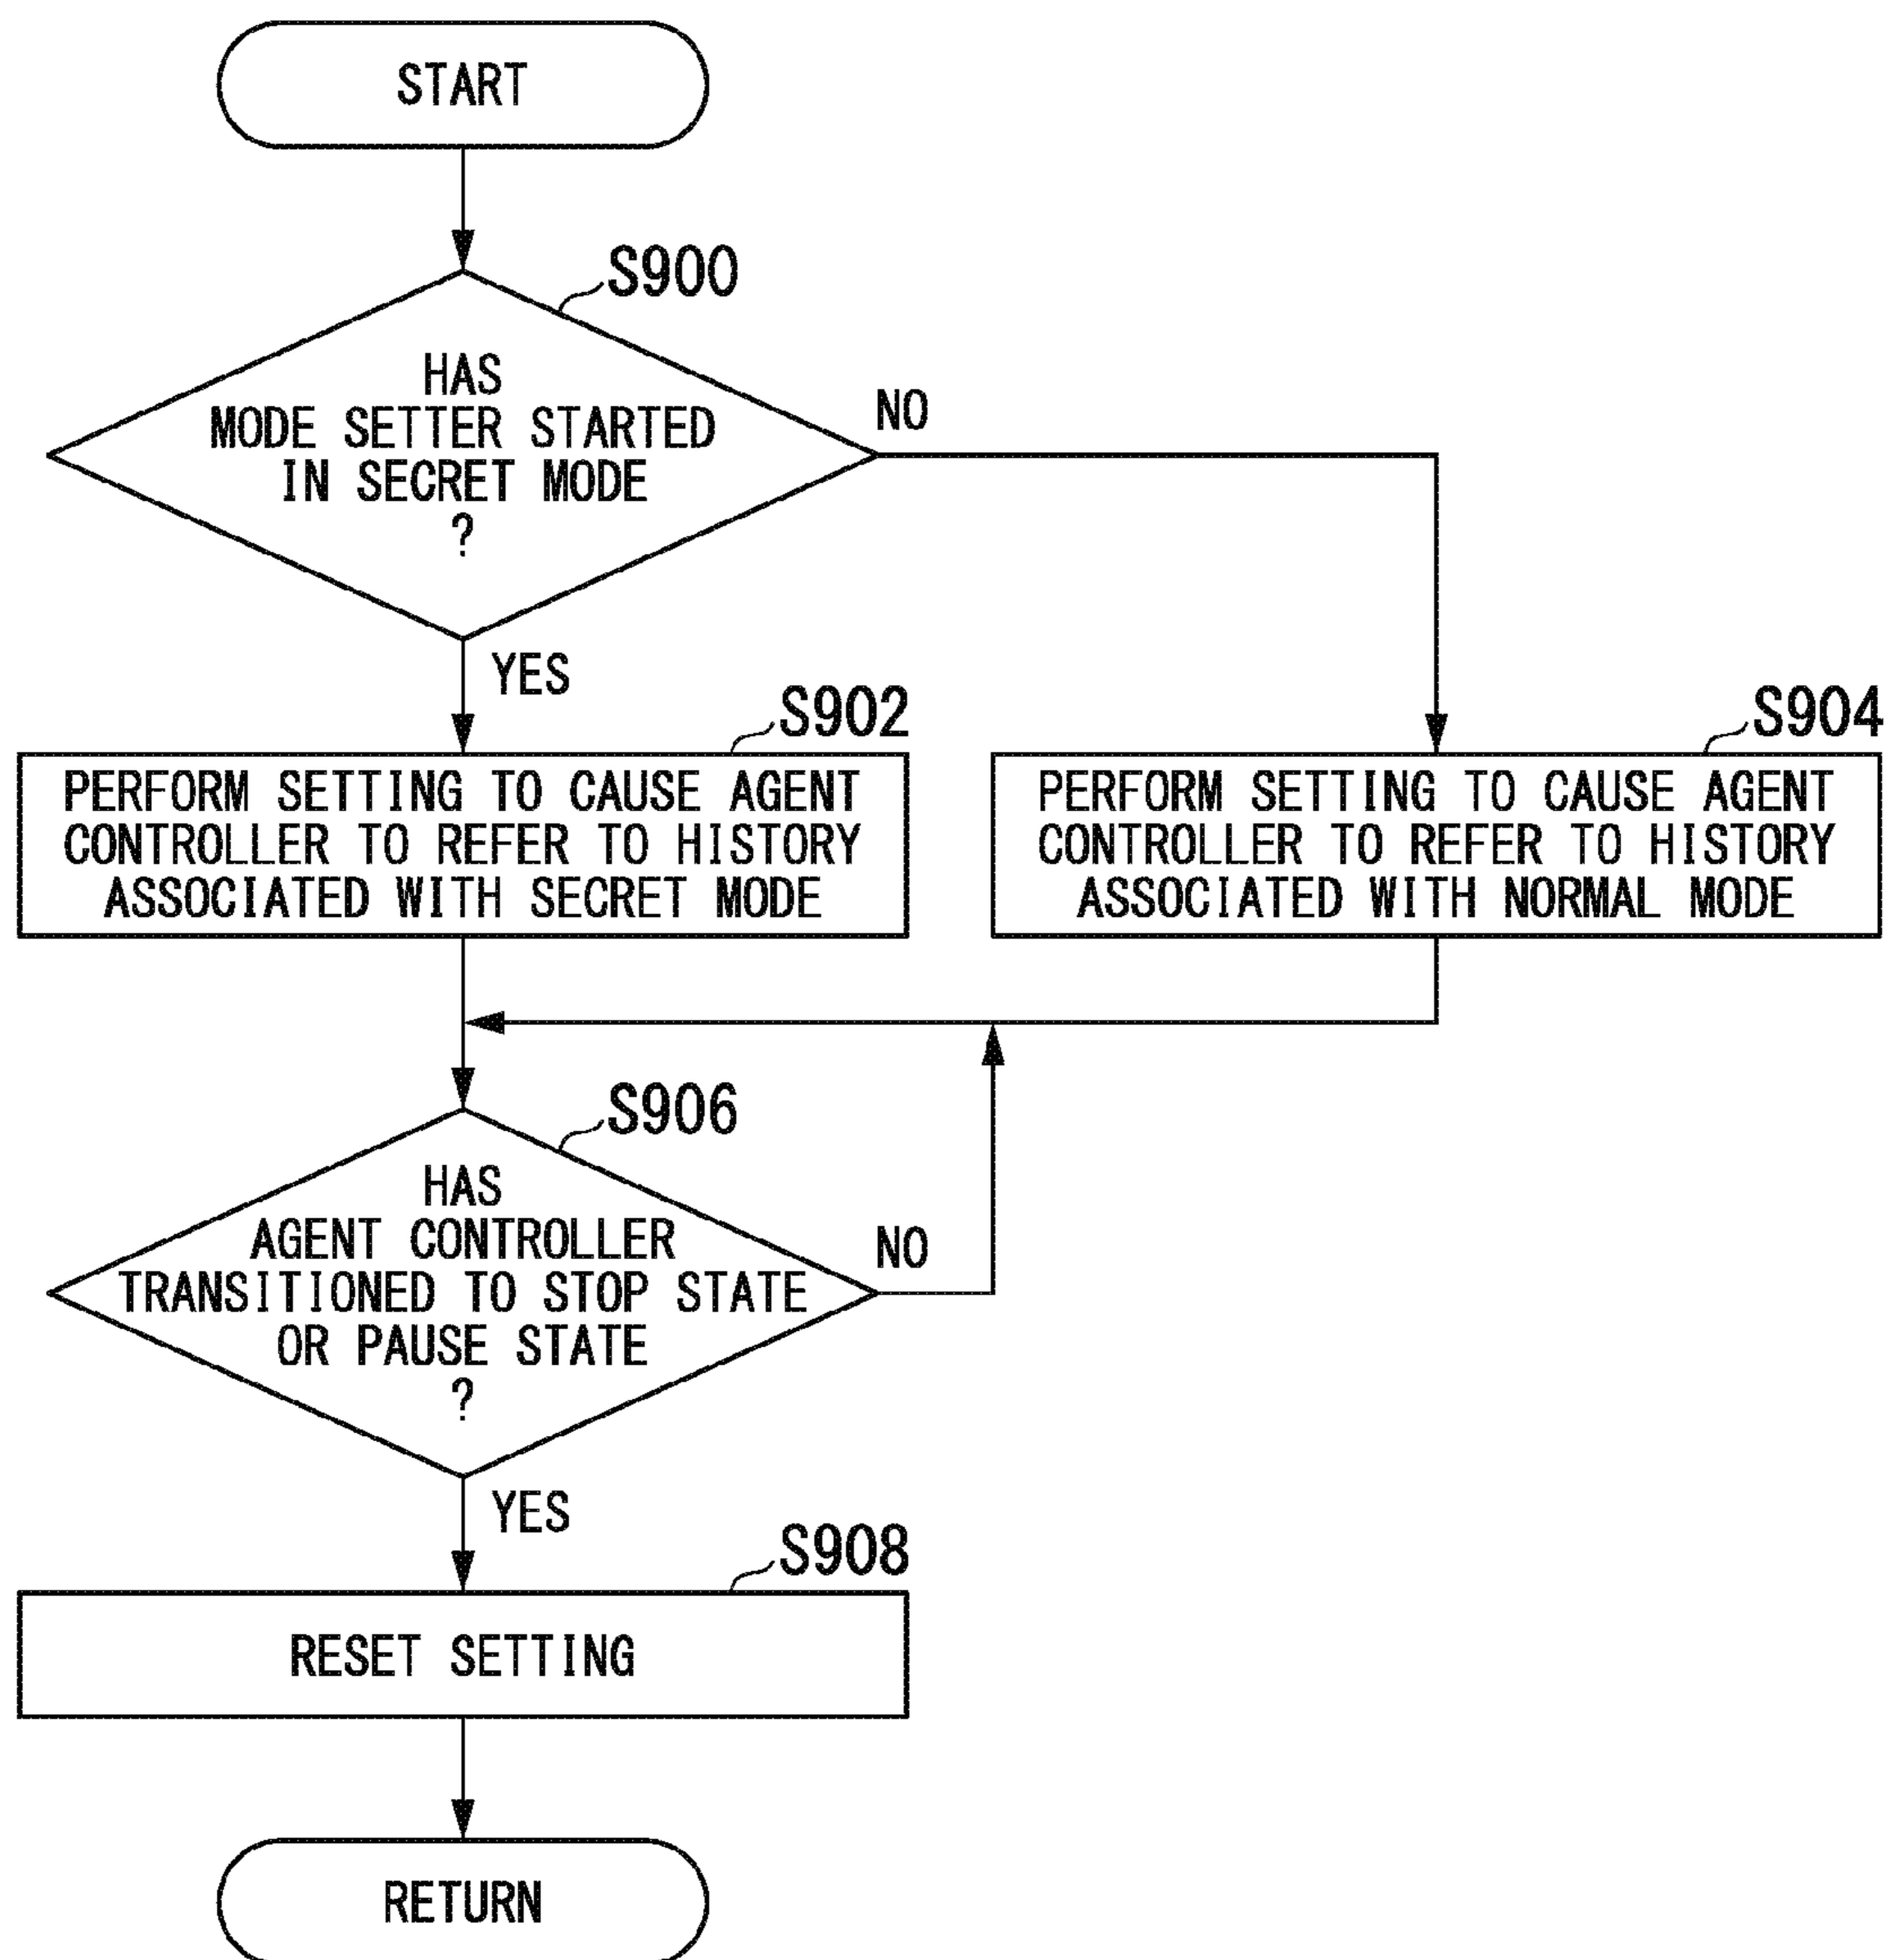 START
S900
HAS
MODE SETTER STARTED
IN SECRET MODE
?
NO
YES
S902
PERFORM SETTING TO CAUSE AGENT
CONTROLLER TO REFER TO HISTORY
ASSOCIATED WITH SECRET MODE
S904
PERFORM SETTING TO CAUSE AGENT
CONTROLLER TO REFER TO HISTORY
ASSOCIATED WITH NORMAL MODE
S906
HAS
AGENT CONTROLLER
TRANSITIONED TO STOP STATE
OR PAUSE STATE
?
NO
YES
S908
RESET SETTING
RETURN